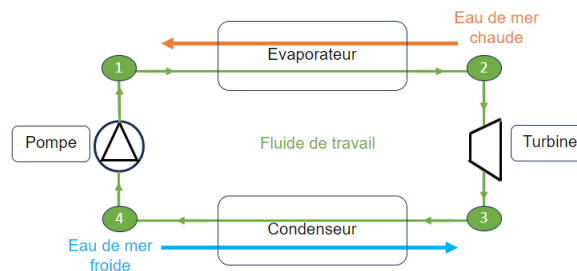 Eau de mer
chaude
Evaporateur
1
2
Pompe
Fluide de travail
Turbine
4
3
Condenseur
Eau de mer
froide